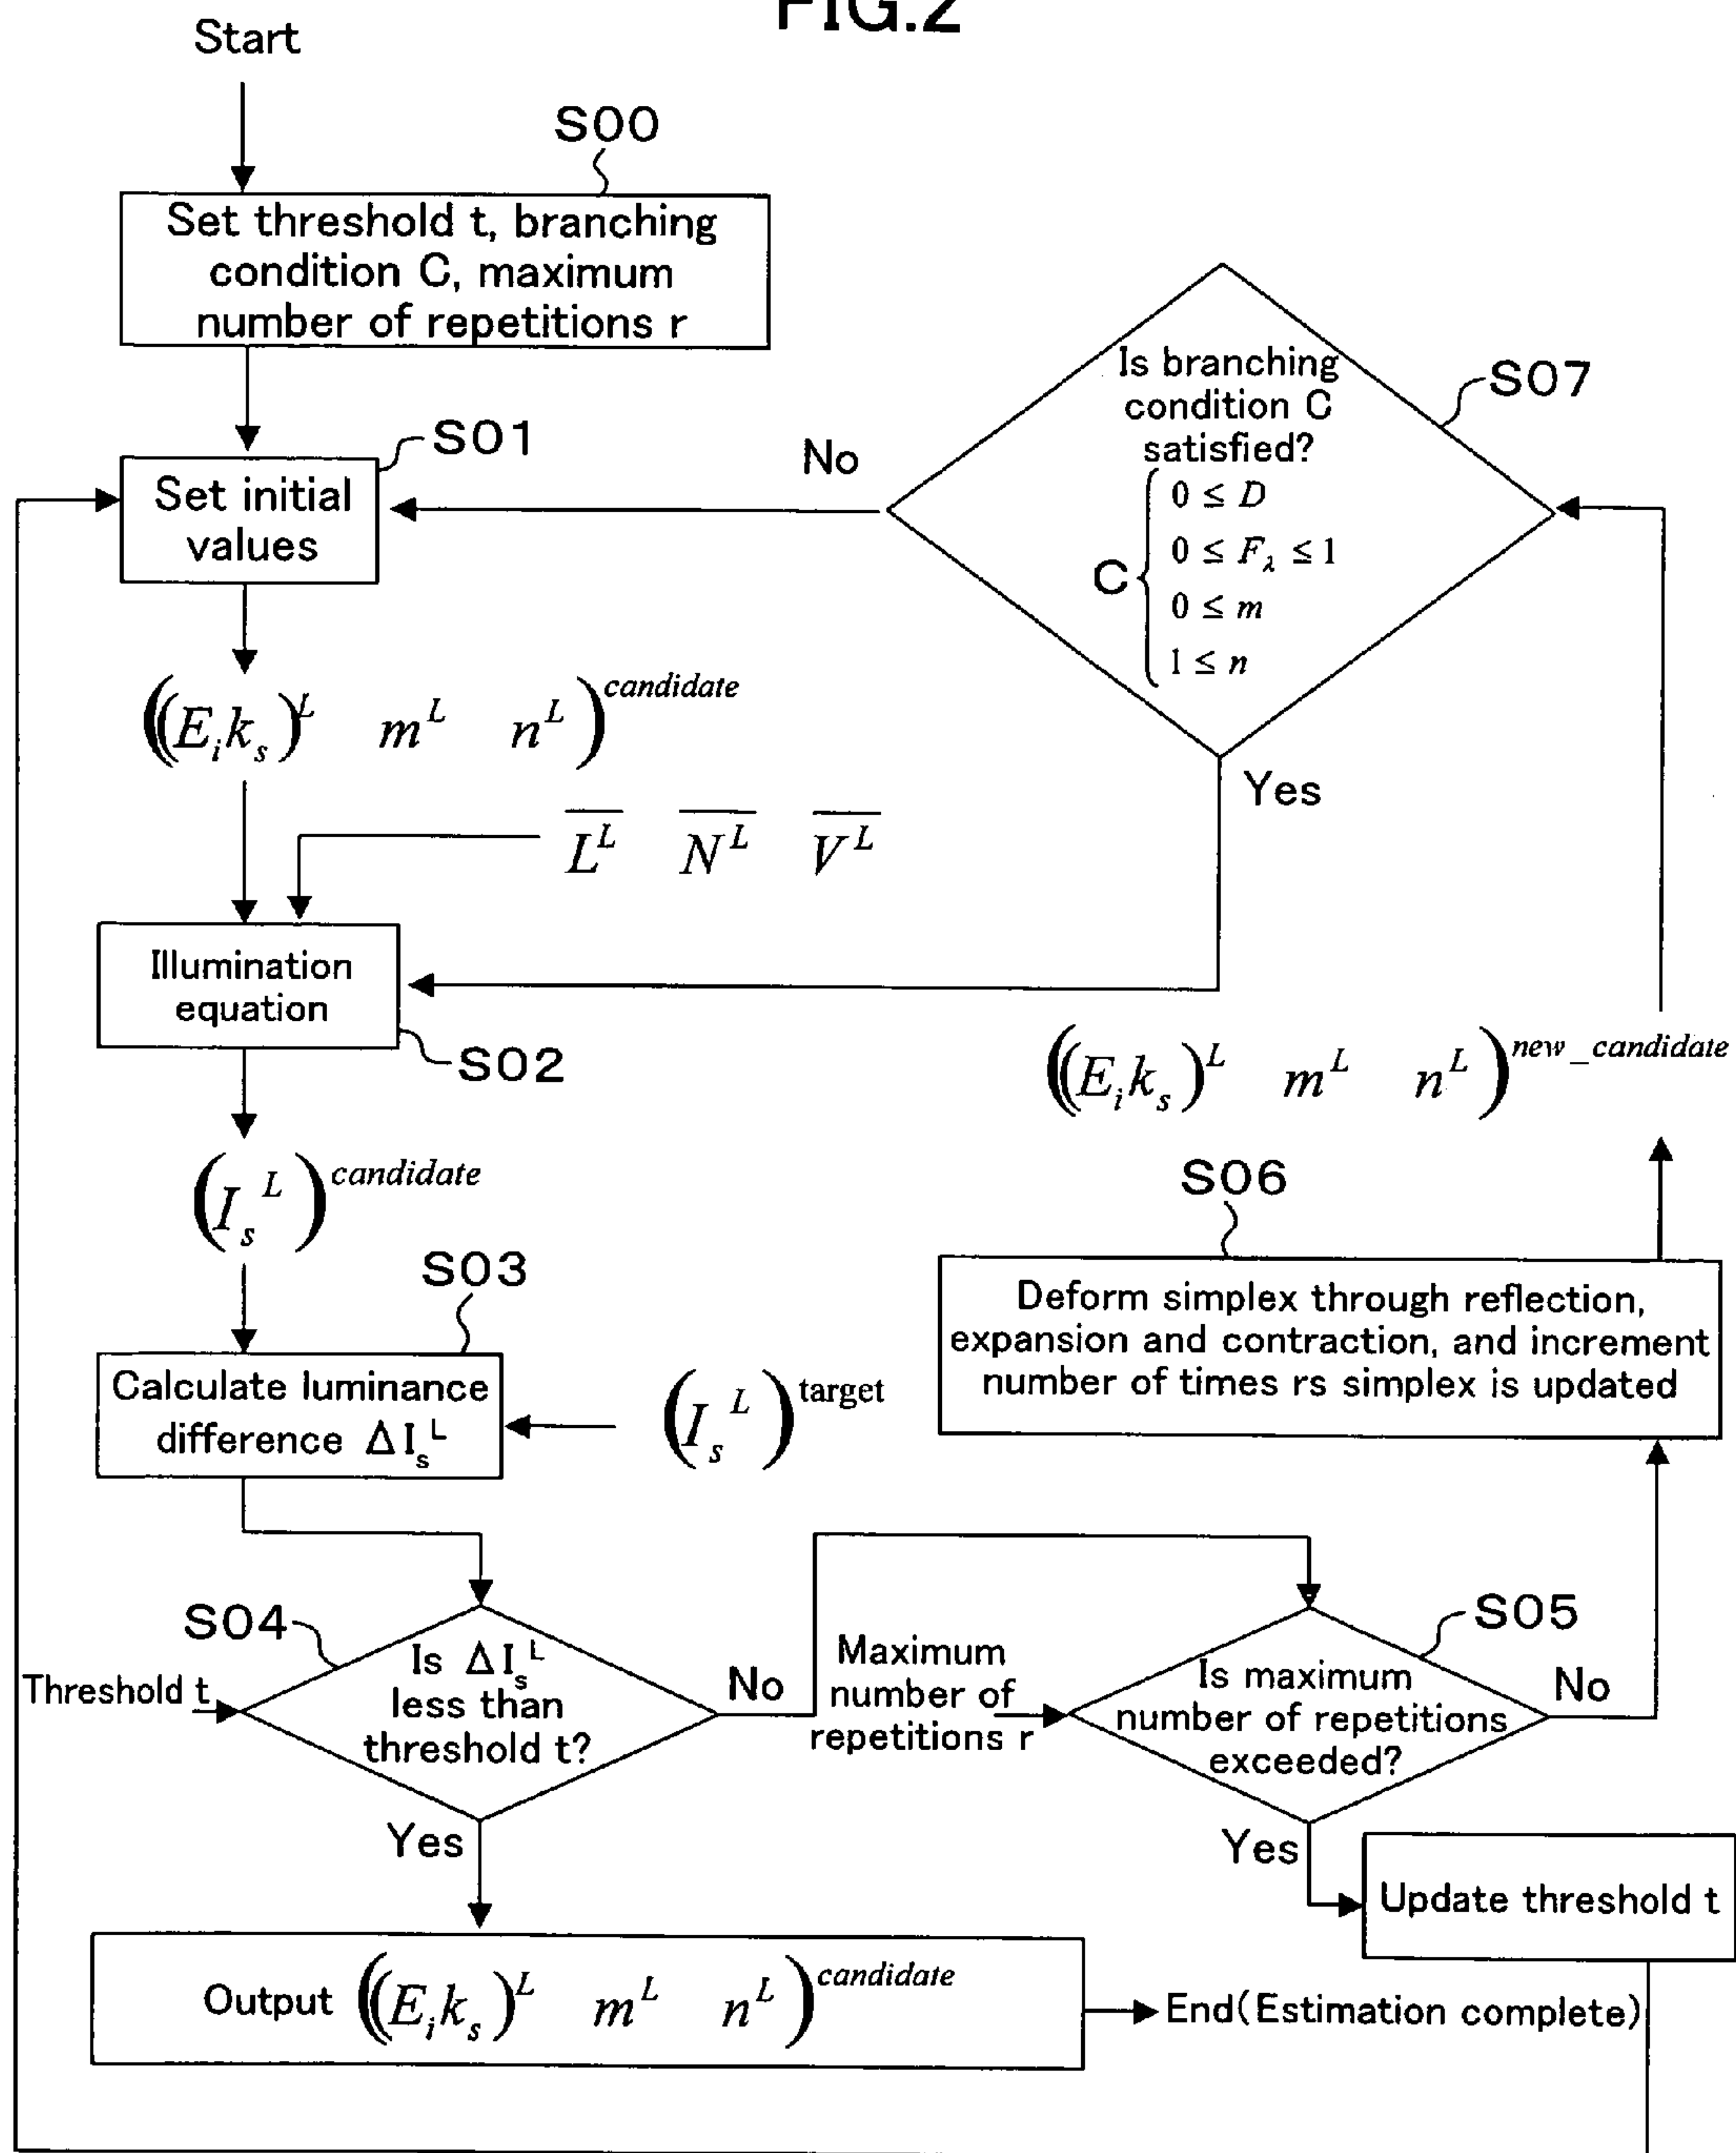 FIG.2
Start
S00
Set threshold t, branching
condition C, maximum
number of repetitions r
S01
Set initial
values
No
Is branching
condition C
satisfied?
C { 0 ≤ D
0 ≤ F_λ ≤ 1
0 ≤ m
1 ≤ n
S07
Yes
((E_i k_s)^L m^L n^L)^candidate
L^L N^L V^L
Illumination
equation
S02
((E_i k_s)^L m^L n^L)^new_candidate
(I_s^L)^candidate
S06
Deform simplex through reflection,
expansion and contraction, and increment
number of times rs simplex is updated
S03
Calculate luminance
difference ΔI_s^L
(I_s^L)^target
S04
Threshold t
Is ΔI_s^L
less than
threshold t?
No
Yes
Maximum
number of
repetitions r
S05
Is maximum
number of repetitions
exceeded?
No
Yes
Update threshold t
Output ((E_i k_s)^L m^L n^L)^candidate
End(Estimation complete)